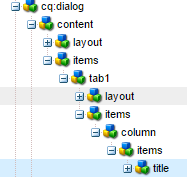 cq:dialog
content
layout
items
tab1
layout
items
column
items
title